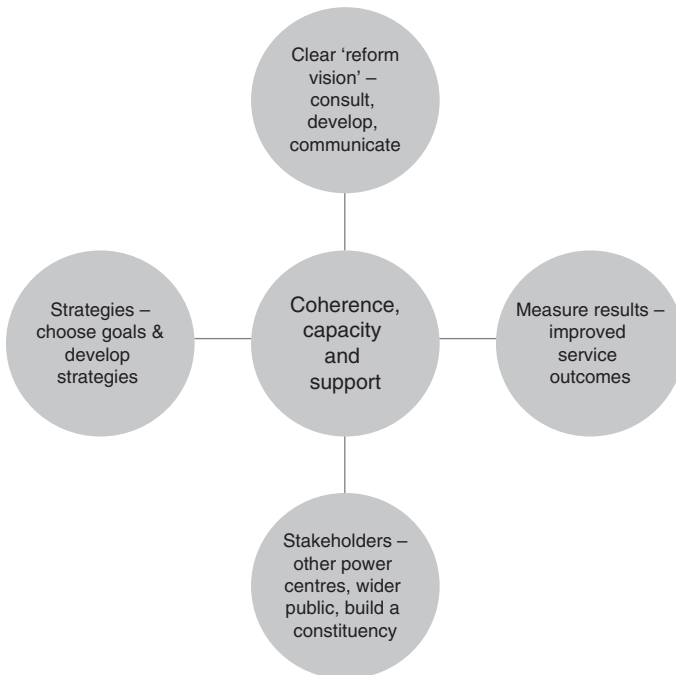 Clear ‘reform
vision’ –
consult,
develop,
communicate
Strategies –
choose goals &
develop
strategies
Coherence,
capacity
and
support
Measure results –
improved
service
outcomes
Stakeholders –
other power
centres, wider
public, build a
constituency